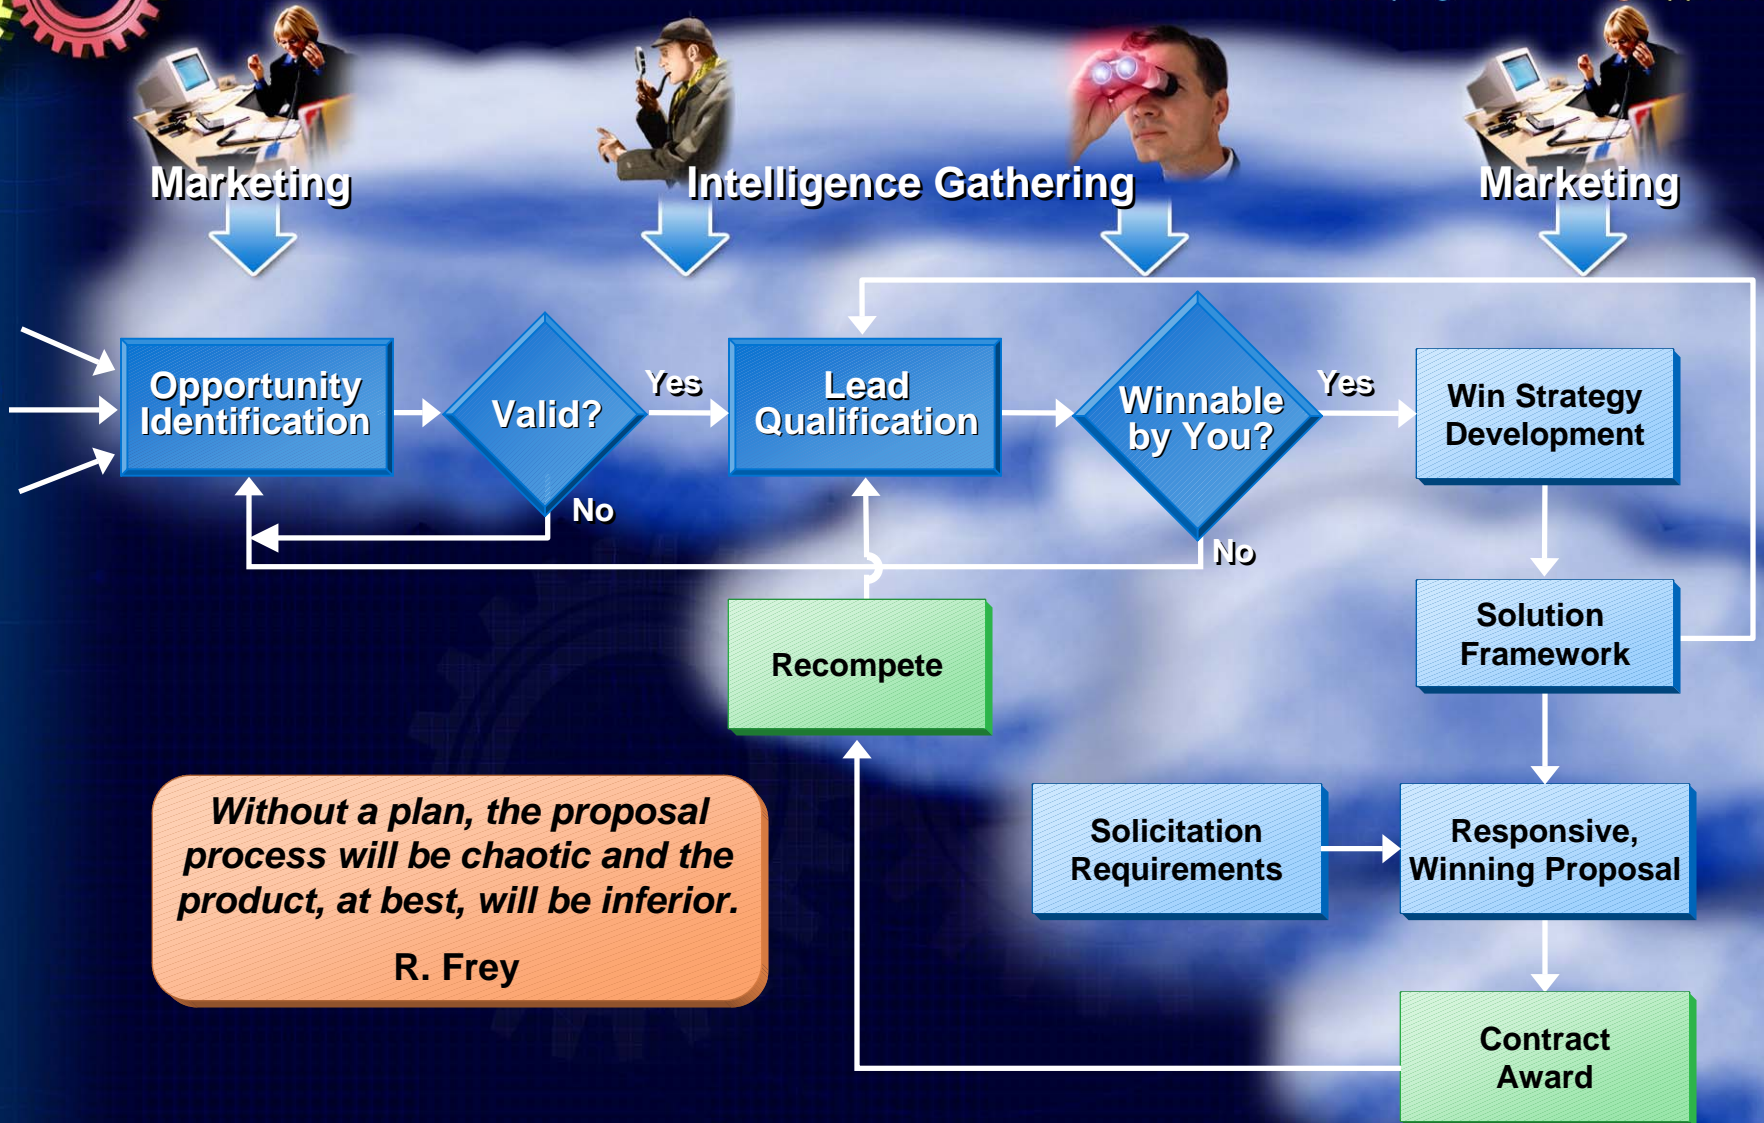 Marketing
Intelligence Gathering
Marketing
Opportunity
Identification
Valid?
Yes
No
Lead
Qualification
Winnable
by You?
Yes
No
Win Strategy
Development
Solution
Framework
Recompete
Solicitation
Requirements
Responsive,
Winning Proposal
Without a plan, the proposal
process will be chaotic and the
product, at best, will be inferior.
R. Frey
Contract
Award